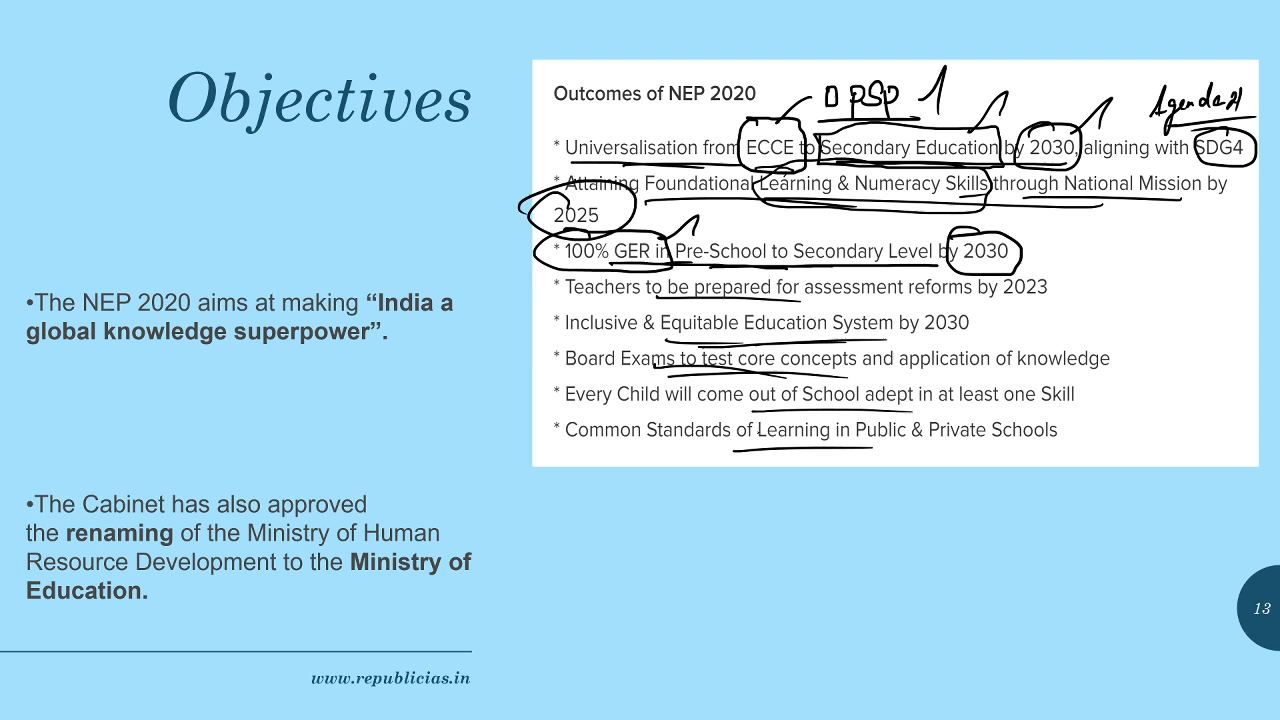 Objectives
•The NEP 2020 aims at making “India a
global knowledge superpower”.
•The Cabinet has also approved
the renaming of the Ministry of Human
Resource Development to the Ministry of
Education.
www.republicias.in
Outcomes of NEP 2020
DPSP
Agenda 21
* Universalisation from ECCE to Secondary Education by 2030, aligning with SDG4
* Attaining Foundational Learning & Numeracy Skills through National Mission by
2025
* 100% GER in Pre-School to Secondary Level by 2030
* Teachers to be prepared for assessment reforms by 2023
* Inclusive & Equitable Education System by 2030
* Board Exams to test core concepts and application of knowledge
* Every Child will come out of School adept in at least one Skill
* Common Standards of Learning in Public & Private Schools
13